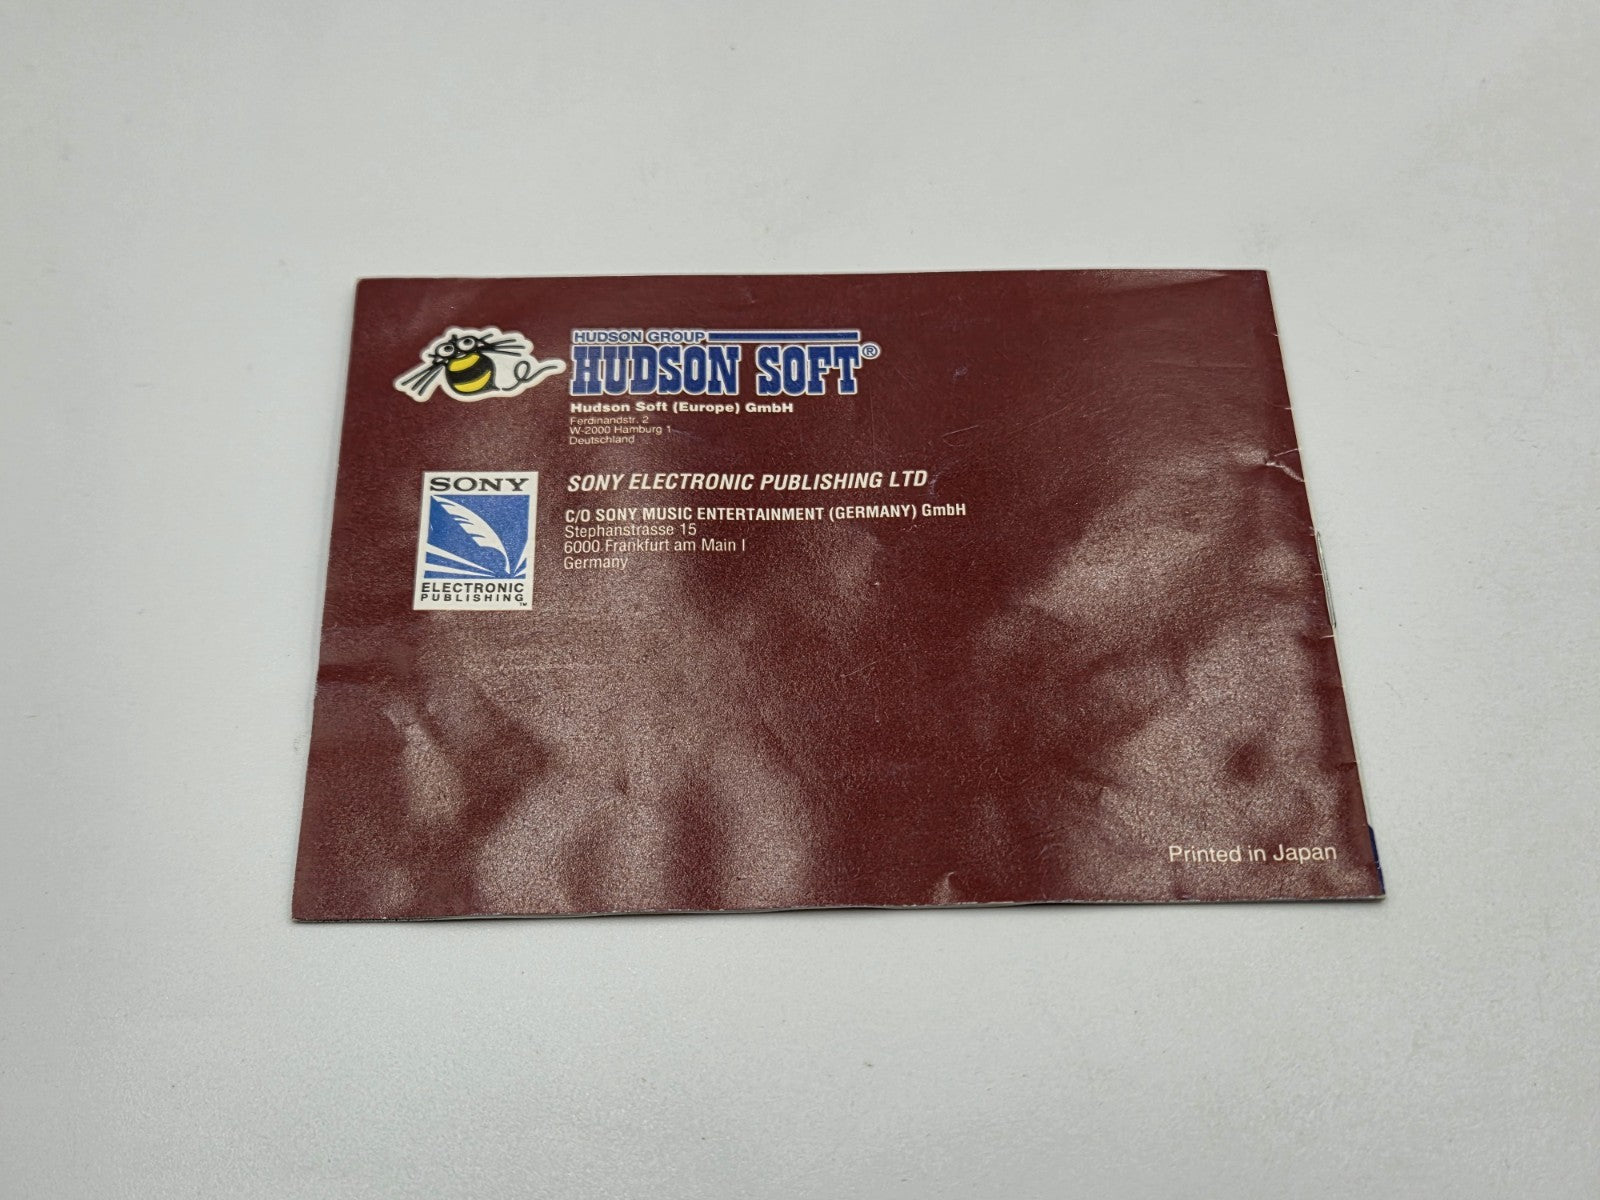 HUDSON GROUP
HUDSON SOFT®
Hudson Soft (Europe) GmbH
Ferdinandstr. 2
W-2000 Hamburg 1
Deutschland
SONY
ELECTRONIC
PUBLISHING™
SONY ELECTRONIC PUBLISHING LTD
C/O SONY MUSIC ENTERTAINMENT (GERMANY) GmbH
Stephanstrasse 15
6000 Frankfurt am Main I
Germany
Printed in Japan